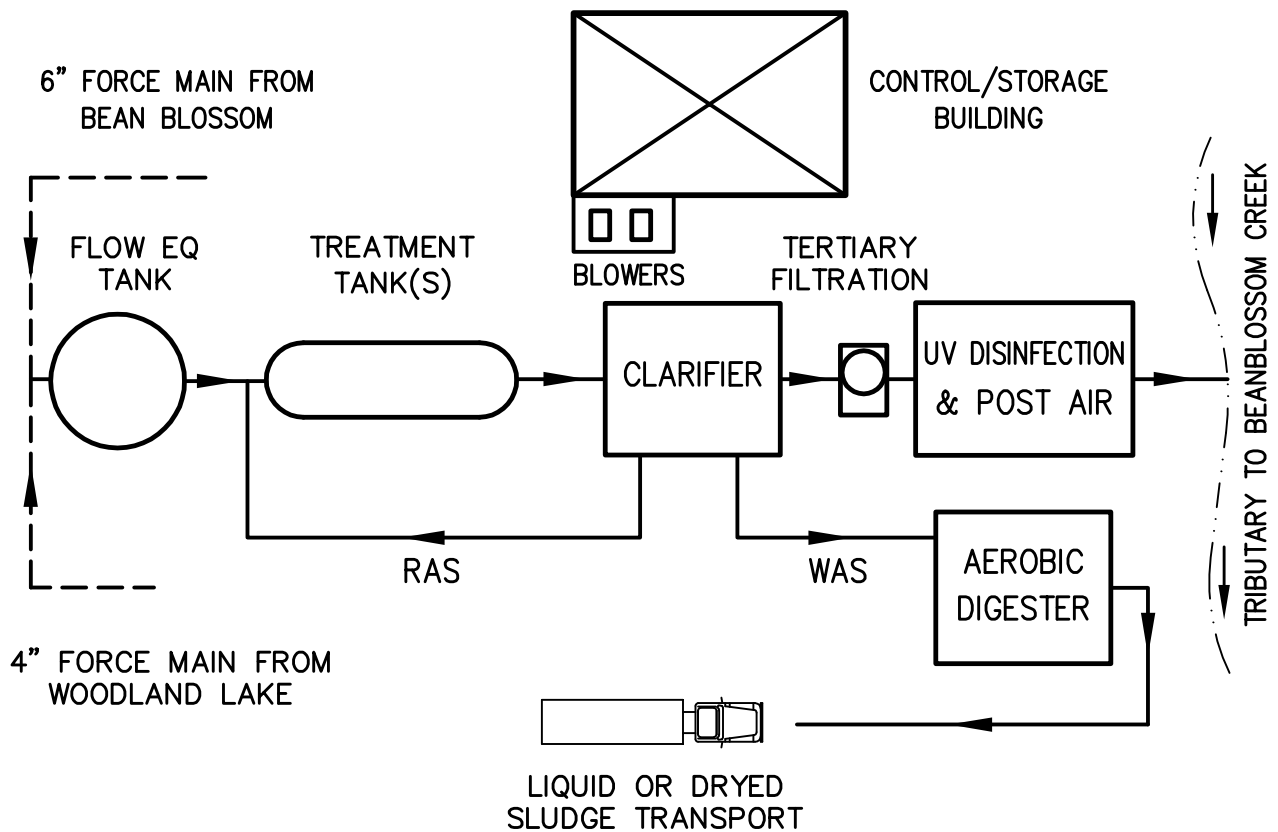 6” FORCE MAIN FROM
BEAN BLOSSOM
CONTROL/STORAGE
BUILDING
FLOW EQ
TANK
TREATMENT
TANK(S)
BLOWERS
TERTIARY
FILTRATION
CLARIFIER
UV DISINFECTION
& POST AIR
TRIBUTARY TO BEANBLOSSOM CREEK
RAS
WAS
AEROBIC
DIGESTER
4” FORCE MAIN FROM
WOODLAND LAKE
LIQUID OR DRYED
SLUDGE TRANSPORT